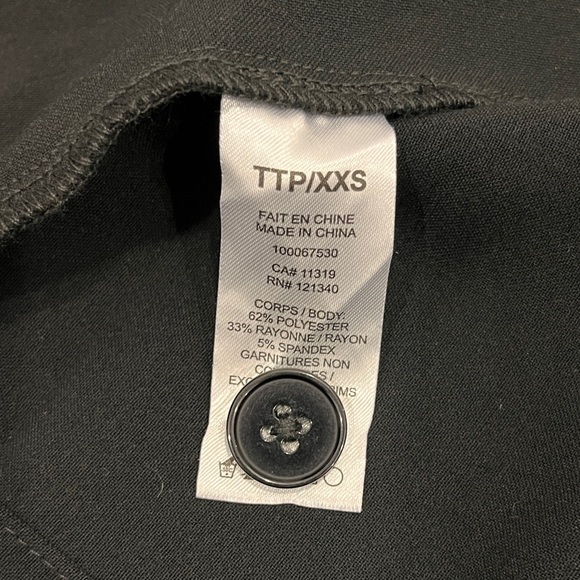 TTP/XXS
FAIT EN CHINE
MADE IN CHINA
100067530
CA# 11319
RN# 121340
CORPS / BODY:
62% POLYESTER
33% RAYONNE / RAYON
5% SPANDEX
GARNITURES NON